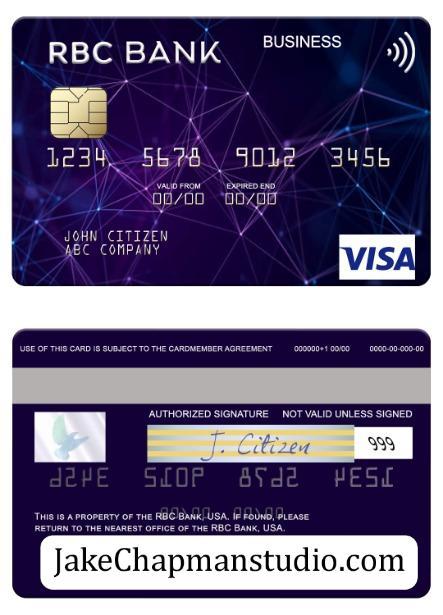 RBC BANK
BUSINESS
1234 5678 9012 3456
VALID FROM EXPIRED END
00/00 00/00
JOHN CITIZEN
ABC COMPANY
VISA
USE OF THIS CARD IS SUBJECT TO THE CARDMEMBER AGREEMENT 000000+1 00/00 0000-00-000-00
AUTHORIZED SIGNATURE NOT VALID UNLESS SIGNED
J. Citizen 999
THIS IS A PROPERTY OF THE RBC BANK, USA. IF FOUND, PLEASE
RETURN TO THE NEAREST OFFICE OF THE RBC BANK, USA.
JakeChapmanstudio.com